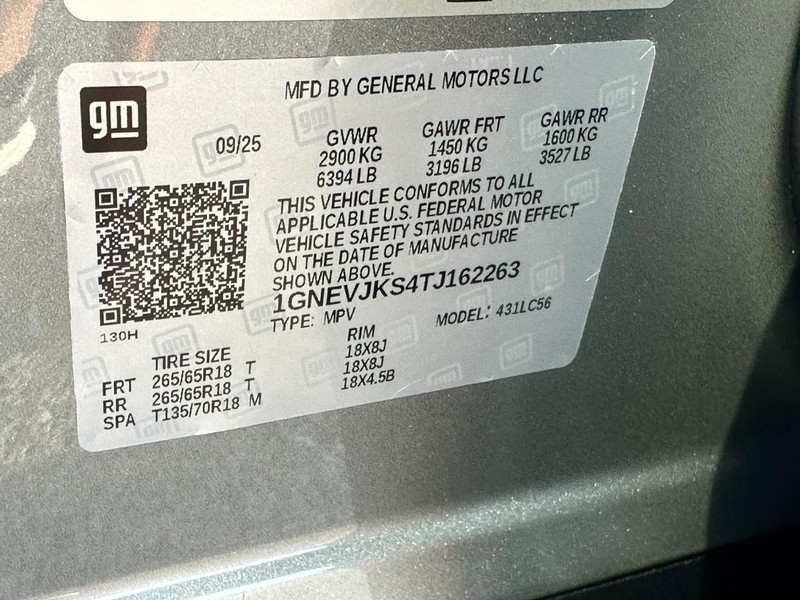 gm
MFD BY GENERAL MOTORS LLC
09/25
GVWR GAWR FRT GAWR RR
2900 KG 1450 KG 1600 KG
6394 LB 3196 LB 3527 LB
THIS VEHICLE CONFORMS TO ALL
APPLICABLE U.S. FEDERAL MOTOR
VEHICLE SAFETY STANDARDS IN EFFECT
ON THE DATE OF MANUFACTURE
SHOWN ABOVE.
1GNEVJKS4TJ162263
TYPE: MPV MODEL: 431LC56
130H
TIRE SIZE RIM
FRT 265/65R18 T 18X8J
RR 265/65R18 T 18X8J
SPA T135/70R18 M 18X4.5B